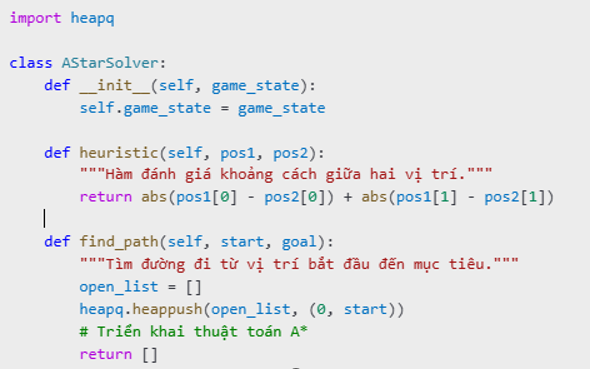 import heapq
class AStarSolver:
def __init__(self, game_state):
self.game_state = game_state
def heuristic(self, pos1, pos2):
"""Hàm đánh giá khoảng cách giữa hai vị trí."""
return abs(pos1[0] - pos2[0]) + abs(pos1[1] - pos2[1])
def find_path(self, start, goal):
"""Tìm đường đi từ vị trí bắt đầu đến mục tiêu."""
open_list = []
heapq.heappush(open_list, (0, start))
# Triển khai thuật toán A*
return []